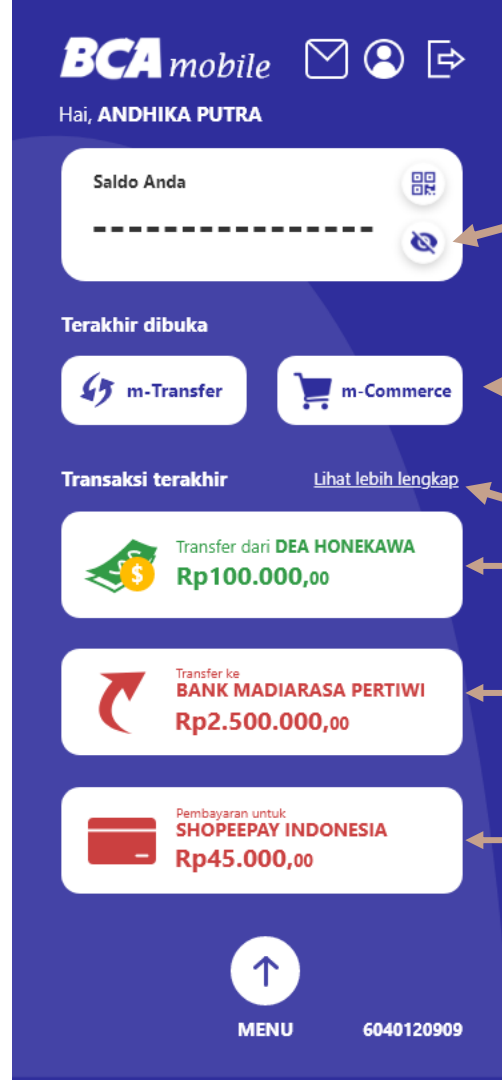 BCA mobile
Hai, ANDHIKA PUTRA
Saldo Anda
Terakhir dibuka
m-Transfer
m-Commerce
Transaksi terakhir
Lihat lebih lengkap
Transfer dari DEA HONEKAWA
Rp100.000,00
Transfer ke
BANK MADIARASA PERTIWI
Rp2.500.000,00
Pembayaran untuk
SHOPEEPAY INDONESIA
Rp45.000,00
MENU
6040120909